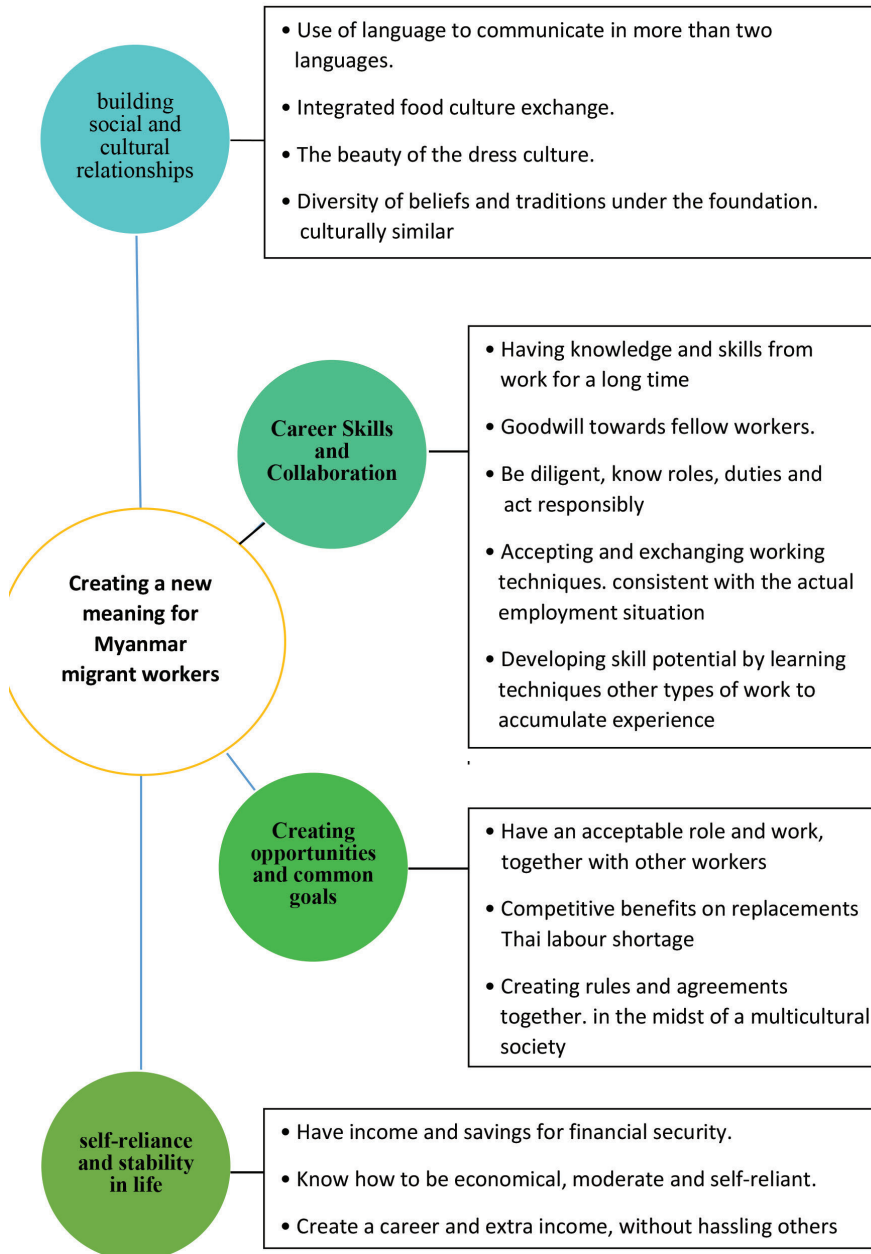 building
social and
cultural
relationships
• Use of language to communicate in more than two
languages.
• Integrated food culture exchange.
• The beauty of the dress culture.
• Diversity of beliefs and traditions under the foundation.
culturally similar
Career Skills
and
Collaboration
• Having knowledge and skills from
work for a long time
• Goodwill towards fellow workers.
• Be diligent, know roles, duties and
act responsibly
• Accepting and exchanging working
techniques. consistent with the actual
employment situation
• Developing skill potential by learning
techniques other types of work to
accumulate experience
Creating a new
meaning for
Myanmar
migrant workers
Creating
opportunities
and common
goals
• Have an acceptable role and work,
together with other workers
• Competitive benefits on replacements
Thai labour shortage
• Creating rules and agreements
together. in the midst of a multicultural
society
self-reliance
and stability
in life
• Have income and savings for financial security.
• Know how to be economical, moderate and self-reliant.
• Create a career and extra income, without hassling others